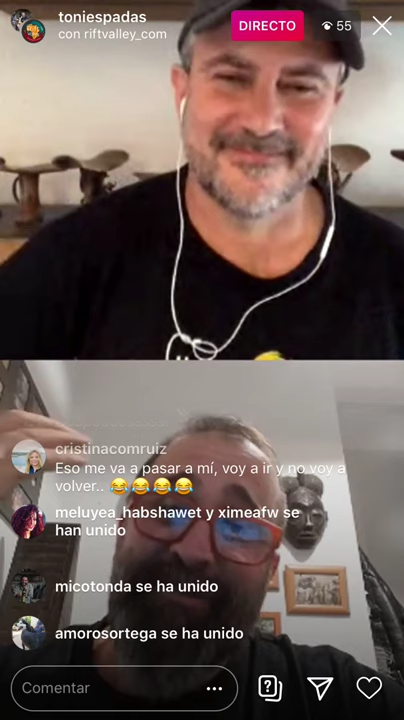 toniespadas
con riftvalley_com
DIRECTO
55
cristinacomruiz
Eso me va a pasar a mí, voy a ir y no voy a
volver.. 😂😂😂😂
meluyea_habshawet y ximeafw se
han unido
micotonda se ha unido
amorosortega se ha unido
Comentar